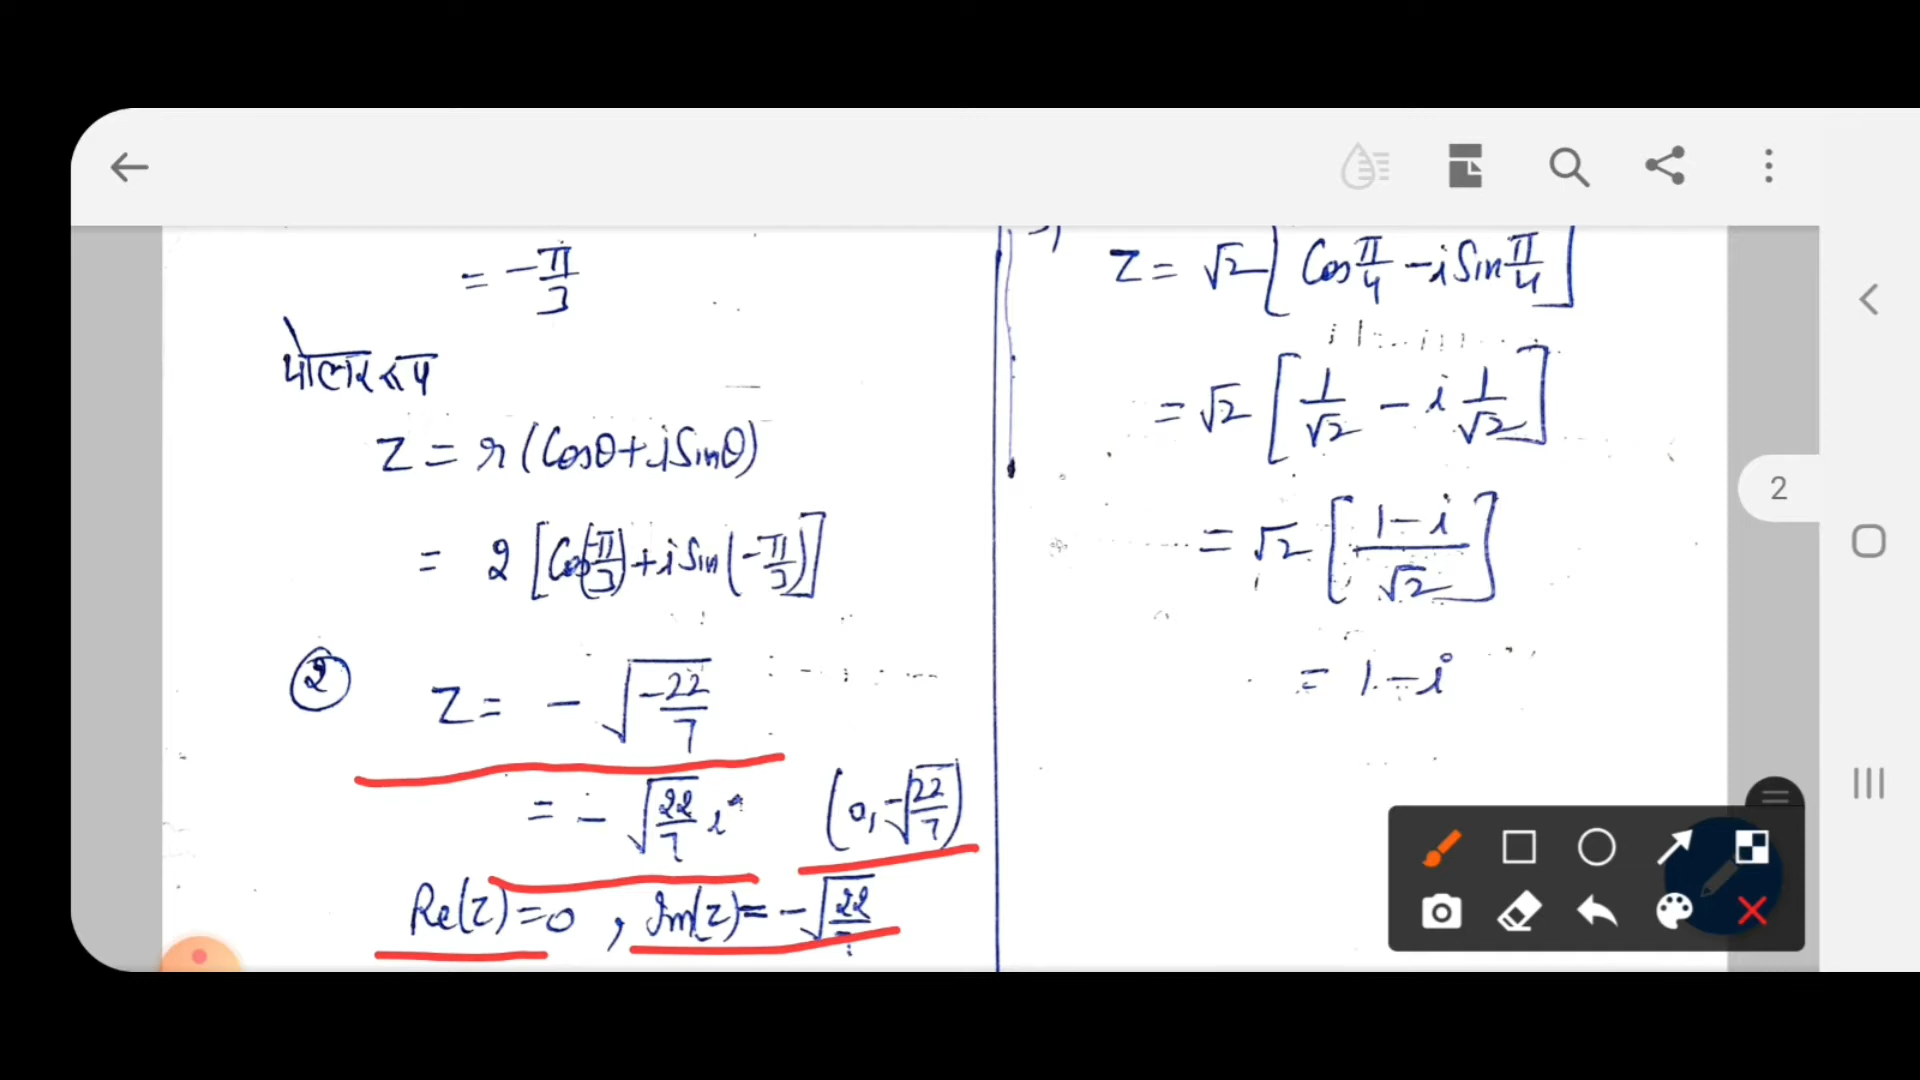 = -π/3
पोलर रूप
Z = r (Cosθ + i Sinθ)
= 2 [Cos(-π/3) + i Sin(-π/3)]
② Z = - √(-22/7)
= - √(22/7) i (0, -√(22/7))
Re(Z) = 0 , Im(Z) = - √(22/7)
Z = √2 [Cos π/4 - i Sin π/4]
= √2 [1/√2 - i 1/√2]
= √2 [(1-i)/√2]
= 1 - i
2